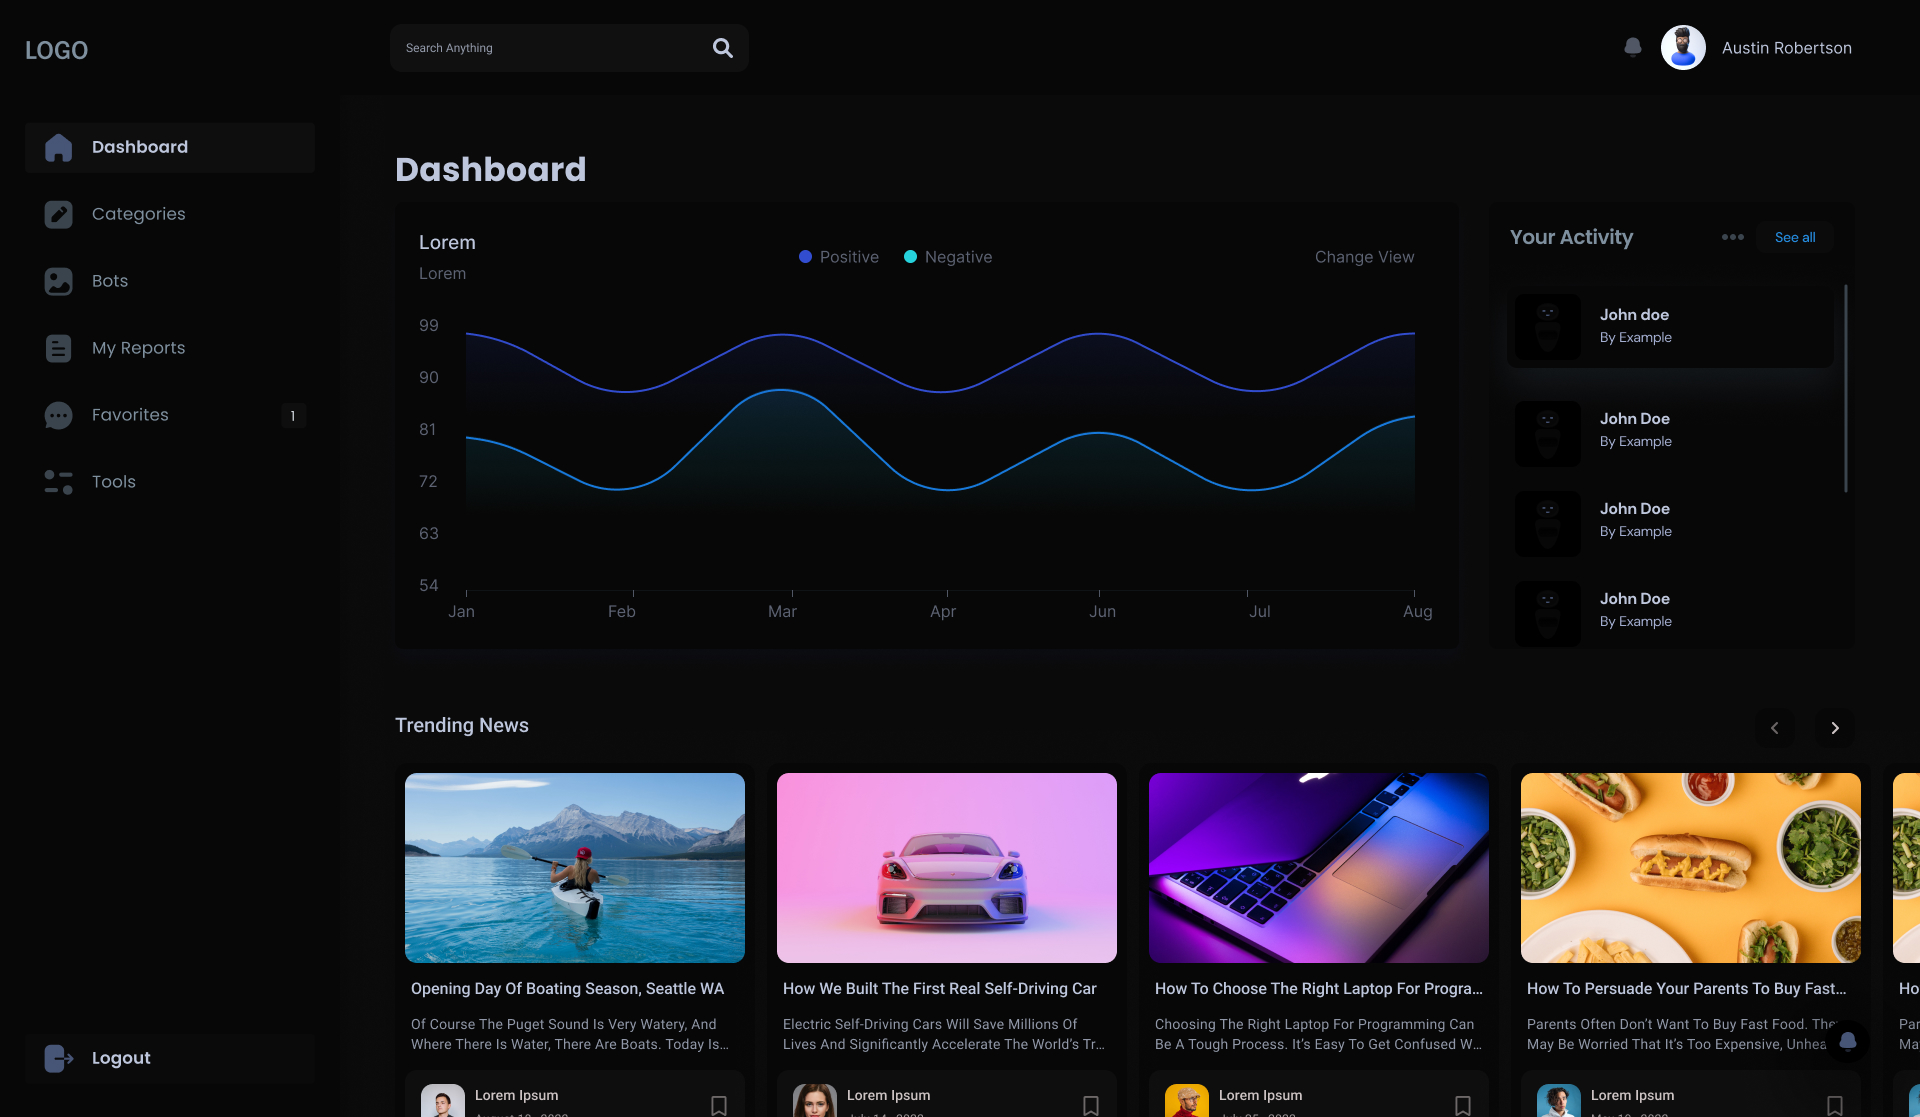 LOGO
Search Anything
Austin Robertson
Dashboard
Categories
Bots
My Reports
Favorites
1
Tools
Logout
Dashboard
Lorem
Lorem
Positive
Negative
Change View
99
90
81
72
63
54
Jan
Feb
Mar
Apr
Jun
Jul
Aug
Your Activity
See all
John doe
By Example
John Doe
By Example
John Doe
By Example
John Doe
By Example
Trending News
Opening Day Of Boating Season, Seattle WA
Of Course The Puget Sound Is Very Watery, And
Where There Is Water, There Are Boats. Today Is...
Lorem Ipsum
How We Built The First Real Self-Driving Car
Electric Self-Driving Cars Will Save Millions Of
Lives And Significantly Accelerate The World's Tr...
Lorem Ipsum
How To Choose The Right Laptop For Progra...
Choosing The Right Laptop For Programming Can
Be A Tough Process. It's Easy To Get Confused W...
Lorem Ipsum
How To Persuade Your Parents To Buy Fast...
Parents Often Don't Want To Buy Fast Food. They
May Be Worried That It's Too Expensive, Unhea
Lorem Ipsum
Ho
Par
Ma